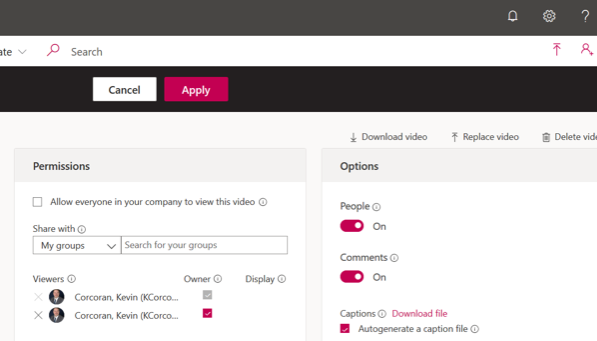 Search
Cancel
Apply
Download video
Replace video
Delete
Permissions
Options
Allow everyone in your company to view this video
People
On
Share with
My groups
Search for your groups
Comments
On
Viewers
Owner
Display
Corcoran, Kevin (KCorco...
Corcoran, Kevin (KCorco...
Captions
Download file
Autogenerate a caption file